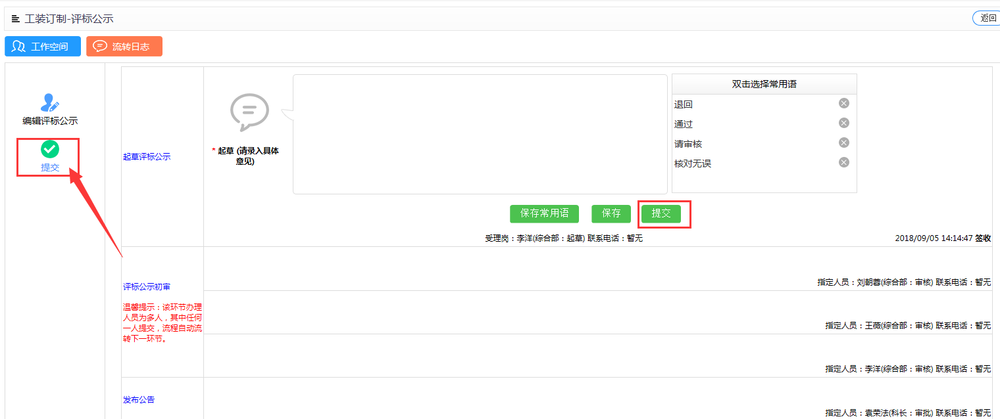 工装订制-评标公示
返回
工作空间
流转日志
编辑评标公示
提交
起草评标公示
* 起草 (请录入具体
意见)
双击选择常用语
退回
通过
请审核
核对无误
保存常用语
保存
提交
受理岗：李洋(综合部：起草) 联系电话：暂无
2018/09/05 14:14:47 签收
评标公示初审
温馨提示：该环节办理
人员为多人，其中任何
一人提交，流程自动流
转下一环节。
指定人员：刘朝蓉(综合部：审核) 联系电话：暂无
指定人员：王薇(综合部：审核) 联系电话：暂无
指定人员：李洋(综合部：审核) 联系电话：暂无
发布公告
指定人员：袁荣法(科长：审批) 联系电话：暂无